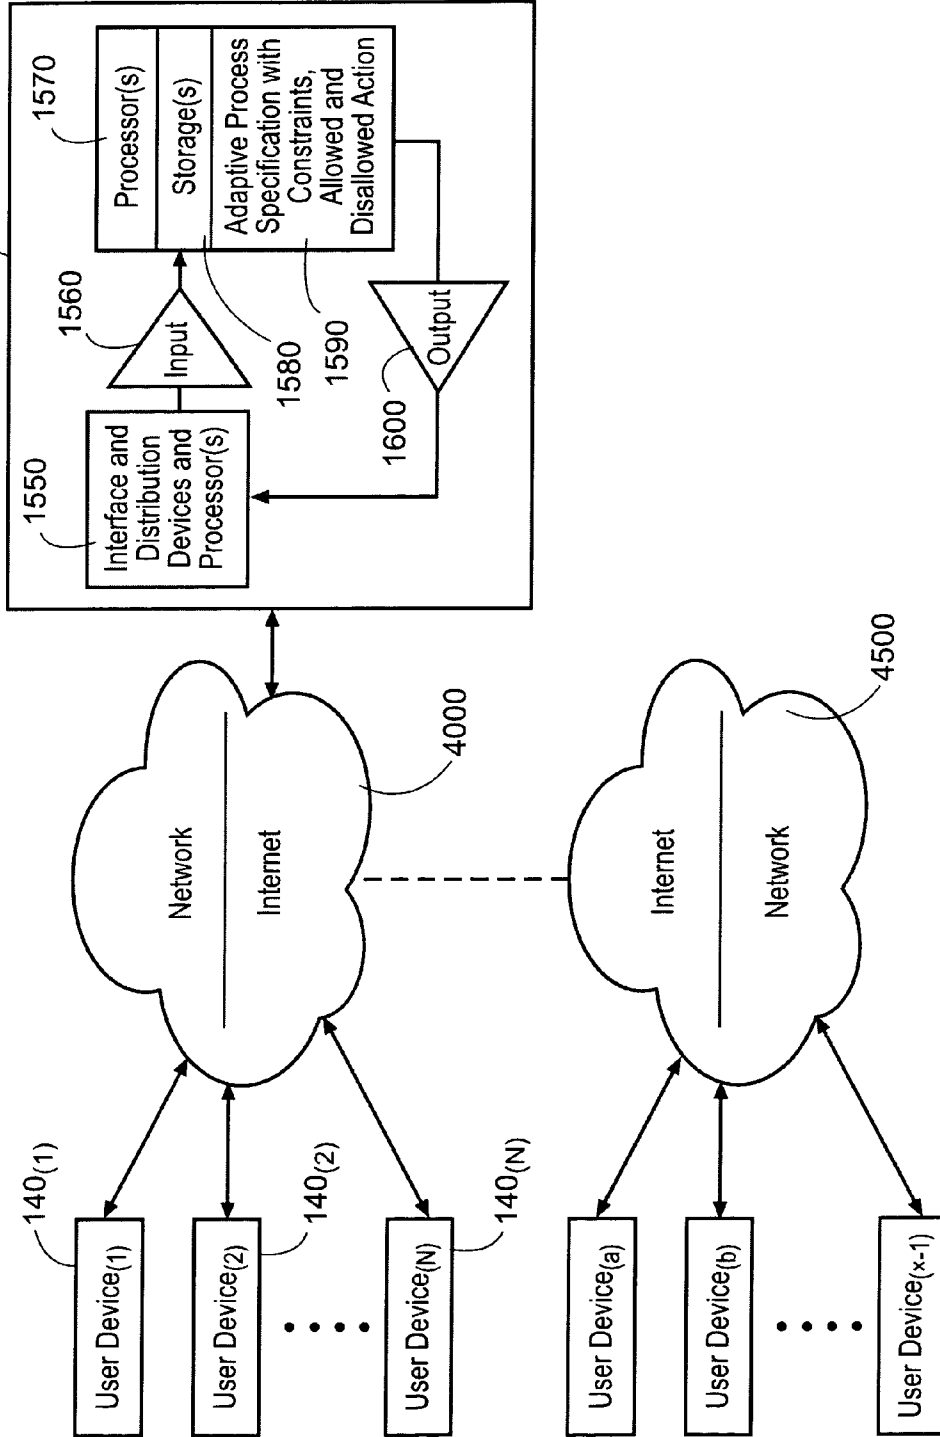 140(1)
User Device(1)
User Device(2)
140(2)
User Device(N)
140(N)
User Device(a)
User Device(b)
User Device(x-1)
Network
Internet
4000
Internet
Network
4500
1550
Interface and
Distribution
Devices and
Processor(s)
1560
Input
1570
Processor(s)
Storage(s)
Adaptive Process
Specification with
Constraints,
Allowed and
Disallowed Action
1580
1590
1600
Output